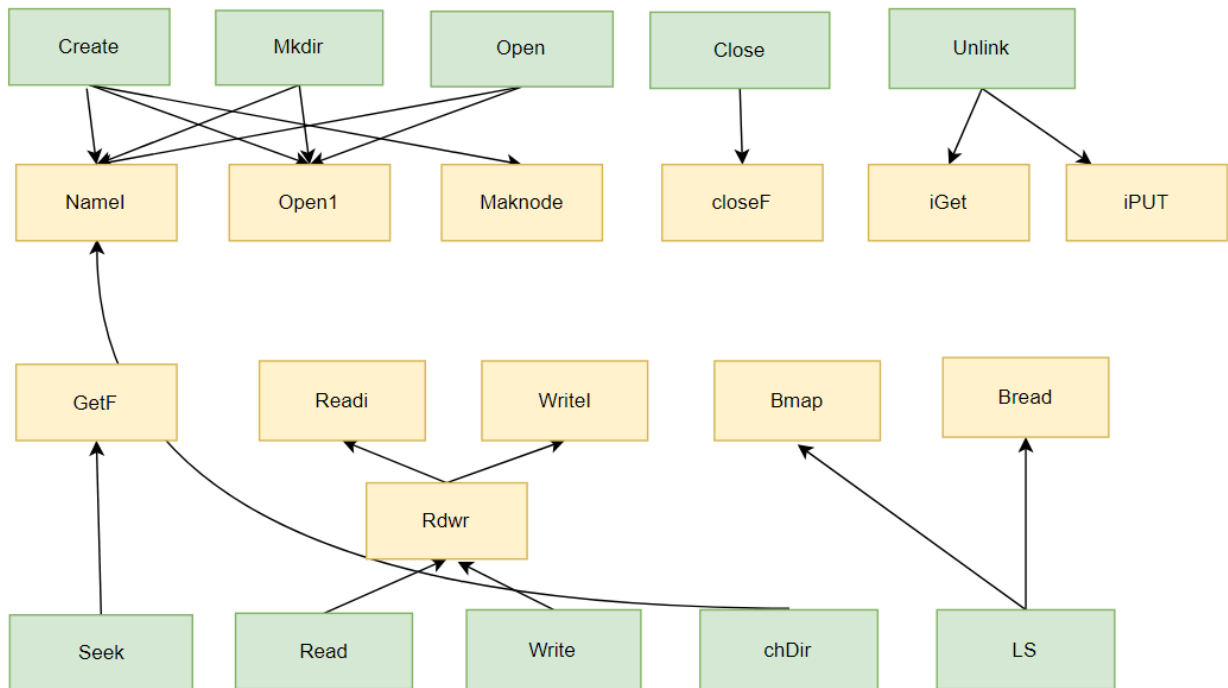 Create
Mkdir
Open
Close
Unlink
NameI
Open1
Maknode
closeF
iGet
iPUT
GetF
Readi
WriteI
Bmap
Bread
Rdwr
Seek
Read
Write
chDir
LS